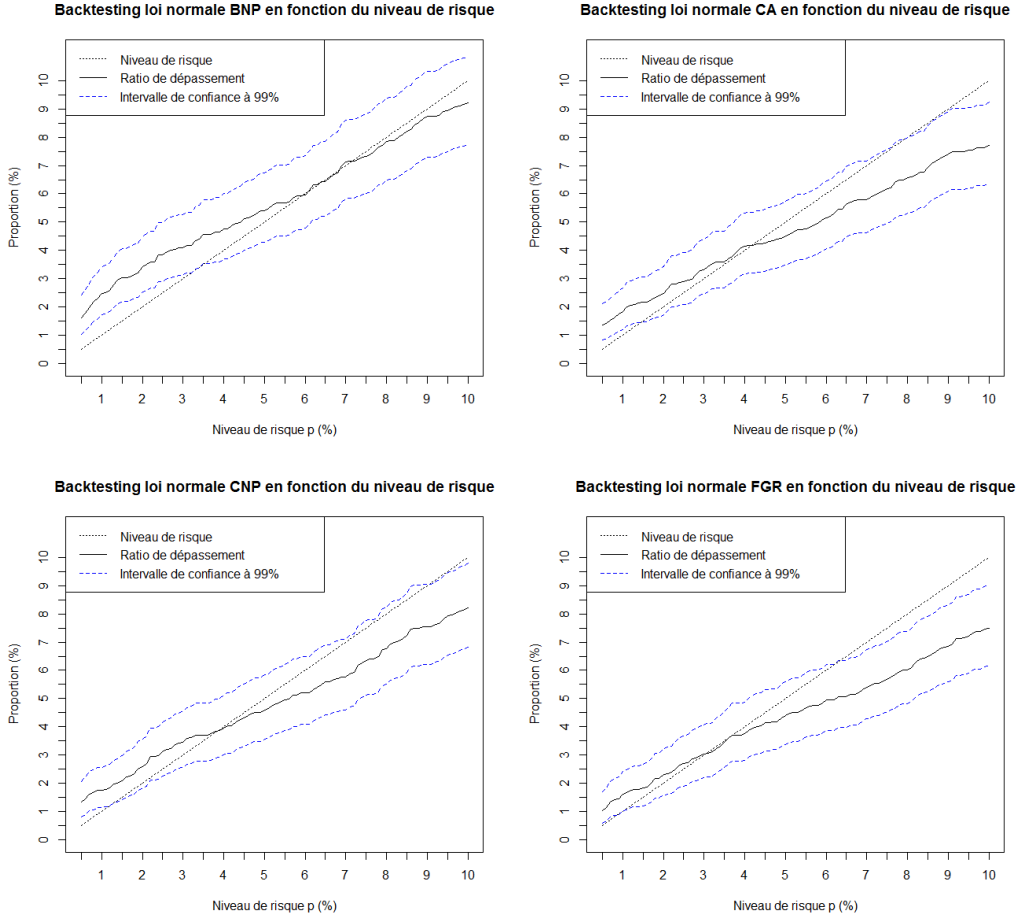 Backtesting loi normale BNP en fonction du niveau de risque
Niveau de risque
Ratio de dépassement
Intervalle de confiance à 99%
Proportion (%)
10
9
8
7
6
5
4
3
2
1
0
1 2 3 4 5 6 7 8 9 10
Niveau de risque p (%)
Backtesting loi normale CA en fonction du niveau de risque
Niveau de risque
Ratio de dépassement
Intervalle de confiance à 99%
Proportion (%)
10
9
8
7
6
5
4
3
2
1
0
1 2 3 4 5 6 7 8 9 10
Niveau de risque p (%)
Backtesting loi normale CNP en fonction du niveau de risque
Niveau de risque
Ratio de dépassement
Intervalle de confiance à 99%
Proportion (%)
10
9
8
7
6
5
4
3
2
1
0
1 2 3 4 5 6 7 8 9 10
Niveau de risque p (%)
Backtesting loi normale FGR en fonction du niveau de risque
Niveau de risque
Ratio de dépassement
Intervalle de confiance à 99%
Proportion (%)
10
9
8
7
6
5
4
3
2
1
0
1 2 3 4 5 6 7 8 9 10
Niveau de risque p (%)